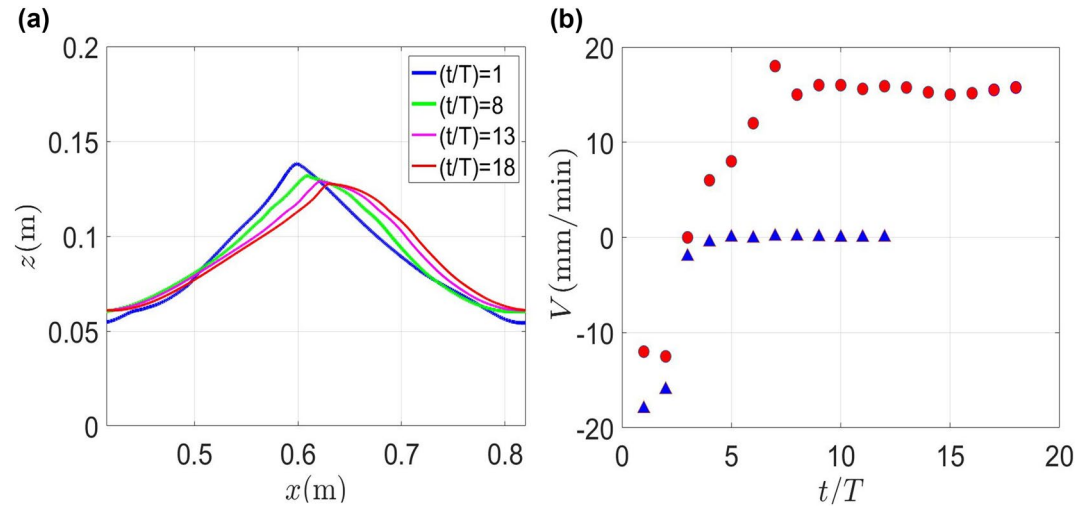 (a)
0.2
0.15
0.1
0.05
0
z(m)
0.5 0.6 0.7 0.8
x(m)
(t/T)=1
(t/T)=8
(t/T)=13
(t/T)=18
(b)
20
10
0
-10
-20
V(mm/min)
0 5 10 15 20
t/T